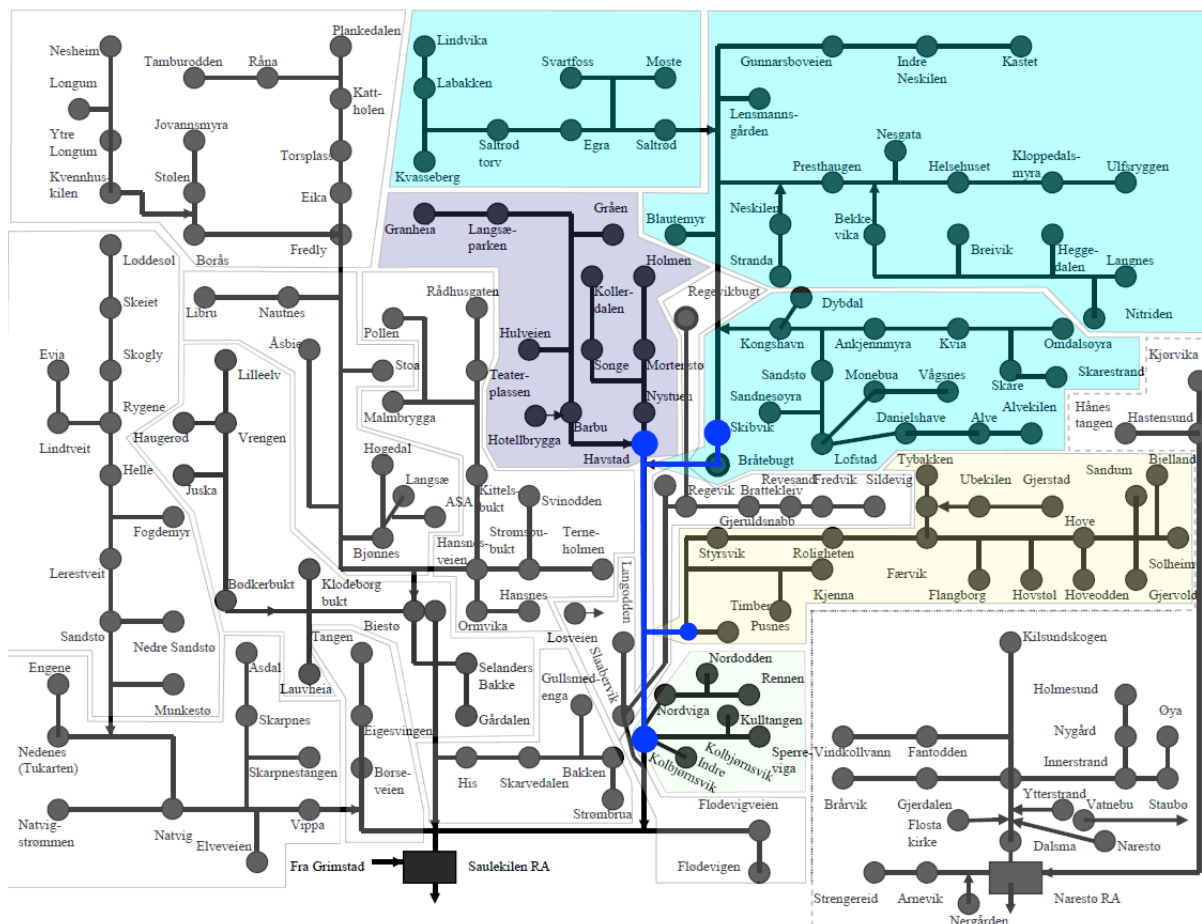 Plankedalen
Nesheim
Tamburodden
Råna
Longum
Katt-
hølen
Jovannsmyra
Ytre
Longum
Torsplass
Kvennhus-
kilen
Stølen
Eika
Borås
Fredly
Lindvika
Svartfoss
Møste
Labakken
Saltrød
torv
Egra
Saltrød
Kvasseberg
Gunnarsboveien
Indre
Neskilen
Kastet
Lensmanns-
gården
Nesgata
Presthaugen
Helsehuset
Kloppedals-
myra
Ulfsryggen
Blautemyr
Neskilen
Stranda
Bekke-
vika
Breivik
Hegge-
dalen
Langnes
Nitriden
Gråen
Granheia
Langsæ-
parken
Holmen
Koller-
dalen
Hulveien
Songe
Mortenstø
Teater-
plassen
Nystuen
Hotellbrygga
Barbu
Havstad
Regevikbugt
Dybdal
Kongshavn
Ankjennmyra
Kvia
Omdalsøyra
Sandstø
Monebua
Vågsnes
Skare
Skarestrand
Sandnesøyra
Danielshave
Alve
Alvekilen
Lofstad
Skibvik
Bråtebugt
Kjørvika
Hånes
tangen
Hastensund
Løddesøl
Skeiet
Evja
Skogly
Rygene
Lindtveit
Helle
Fogdemyr
Lerestveit
Sandstø
Nedre Sandstø
Munkestø
Libru
Nautnes
Åsbie
Lilleelv
Haugerød
Vrengen
Juska
Bødkerbukt
Klodeborg
bukt
Tangen
Lauvheia
Rådhusgaten
Pollen
Stoa
Malmbrygga
Høgedal
Langsæ
ASA
Bjønnes
Kittels-
bukt
Svinodden
Hansnes-
veien
Strømsbu-
bukt
Terne-
holmen
Hansnes
Ormvika
Biestø
Losveien
Selanders
Bakke
Gårdalen
Gullsmed-
enga
Langodden
Slaabervik
Regevik
Gjeruldsnabb
Brattekleiv
Revesand
Fredvik
Sildevig
Tybakken
Ubekilen
Gjerstad
Sandum
Bjelland
Styrsvik
Roligheten
Hove
Færvik
Flangborg
Hovstøl
Hoveodden
Solheim
Gjervold
Kjenna
Timber
Pusnes
Nordodden
Rennen
Nordviga
Kulltangen
Kolbjørnsvik
Sperre-
viga
Indre
Kolbjørnsvik
Engene
Asdal
Skarpnes
Nedenes
(Tukarten)
Skarpnestangen
Eigesvingen
Børse-
veien
Natvig-
strømmen
Natvig
Elveveien
Vippa
His
Skarvedalen
Bakken
Strømbrua
Flødevigveien
Flødevigen
Fra Grimstad
Saulekilen RA
Kilsundskogen
Holmesund
Øya
Vindkollvann
Fantodden
Nygård
Innerstrand
Brårvik
Gjerdalen
Ytterstrand
Vatnebu
Staubø
Flosta
kirke
Dalsma
Narestø
Strengereid
Arnevik
Nergården
Narestø RA